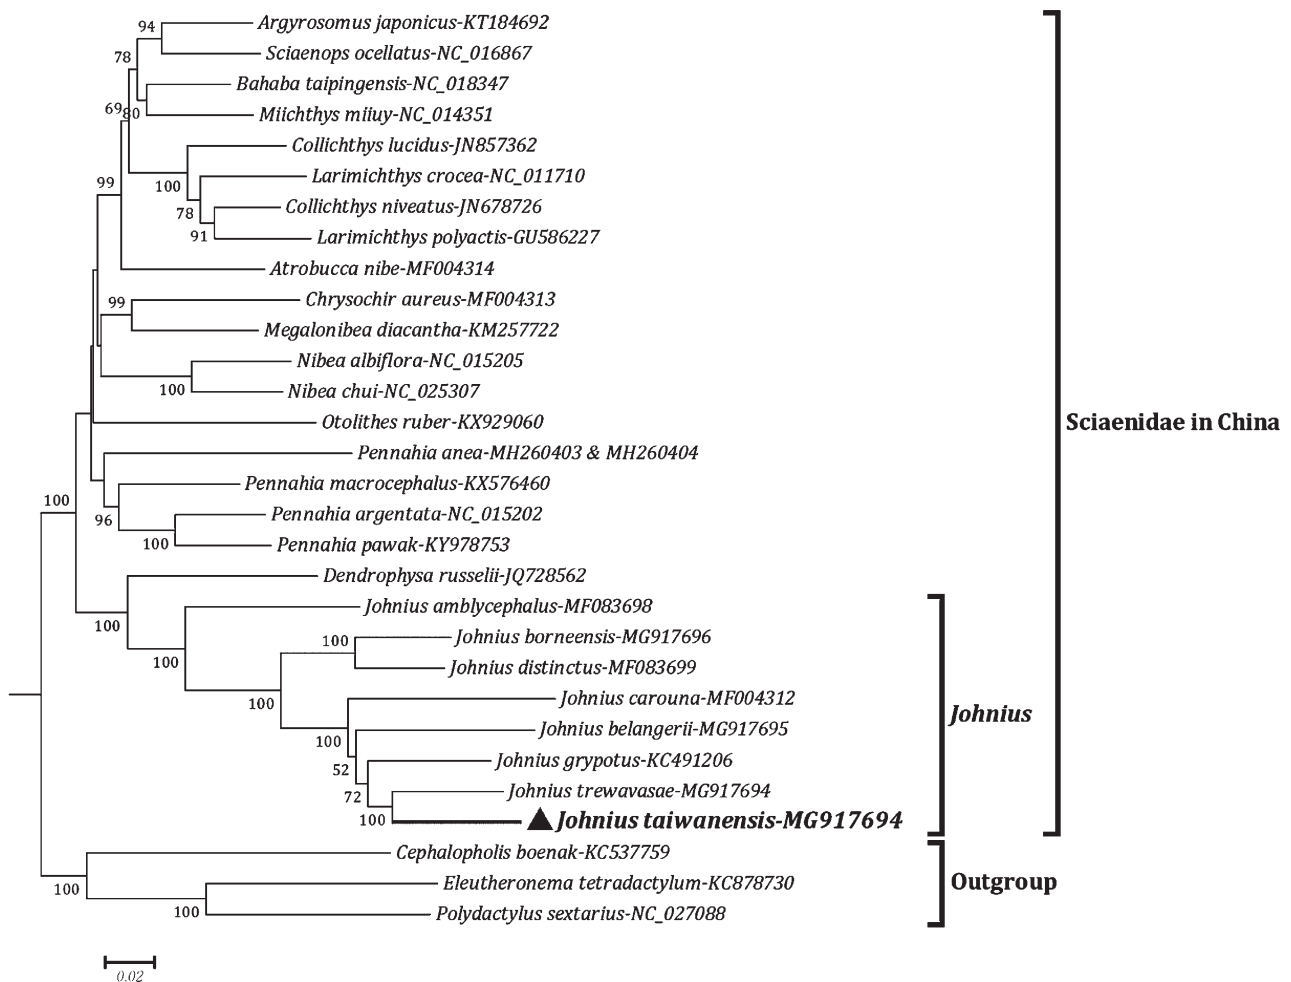 94
Argyrosomus japonicus-KT184692
Sciaenops ocellatus-NC_016867
78
Bahaba taipingensis-NC_018347
69
80
Miichthys miiuy-NC_014351
Collichthys lucidus-JN857362
Larimichthys crocea-NC_011710
99
100
Collichthys niveatus-JN678726
78
91
Larimichthys polyactis-GU586227
Atrobucca nibe-MF004314
99
Chrysochir aureus-MF004313
Megalonibea diacantha-KM257722
Nibea albiflora-NC_015205
100
Nibea chui-NC_025307
Otolithes ruber-KX929060
Sciaenidae in China
Pennahia anea-MH260403 & MH260404
Pennahia macrocephalus-KX576460
100
96
Pennahia argentata-NC_015202
100
Pennahia pawak-KY978753
Dendrophysa russelii-JQ728562
Johnius amblycephalus-MF083698
100
100
Johnius borneensis-MG917696
100
Johnius distinctus-MF083699
100
Johnius carouna-MF004312
Johnius
100
Johnius belangerii-MG917695
52
Johnius grypotus-KC491206
72
Johnius trewavasae-MG917694
100
Johnius taiwanensis-MG917694
Cephalopholis boenak-KC537759
100
Eleutheronema tetradactylum-KC878730
Outgroup
100
Polydactylus sextarius-NC_027088
0.02